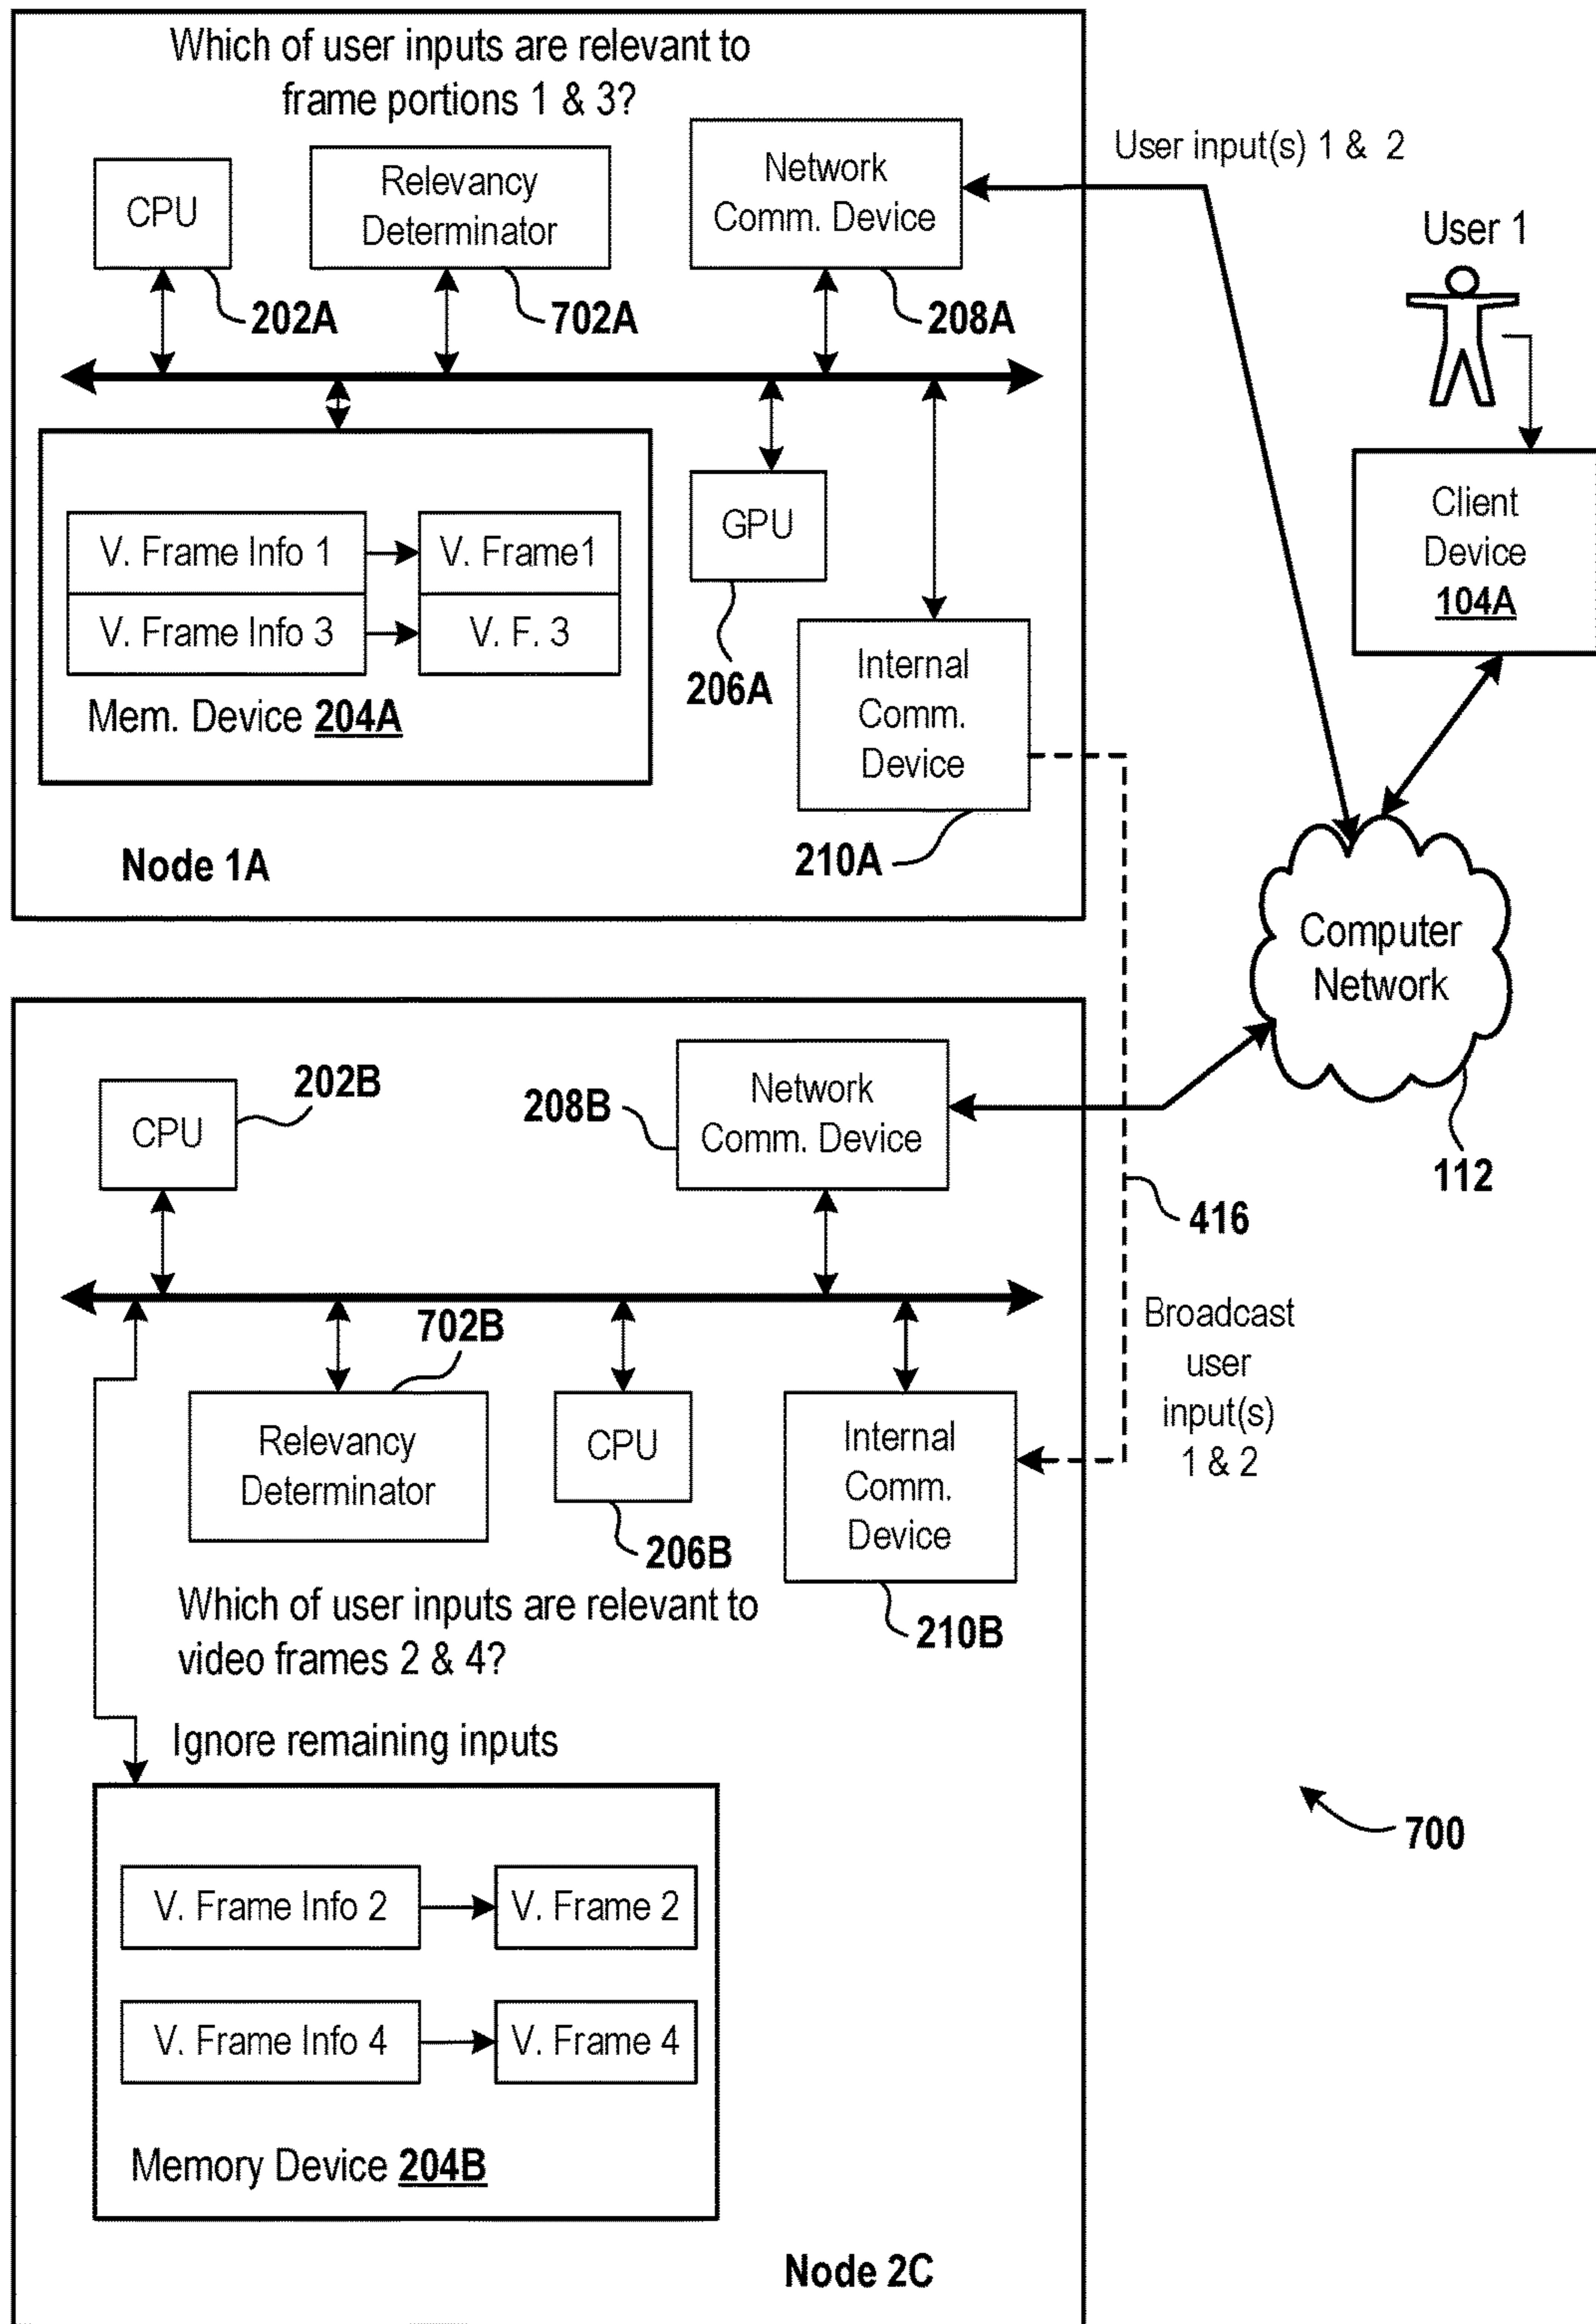 Which of user inputs are relevant to
frame portions 1 & 3?
User input(s) 1 & 2
CPU
202A
Relevancy
Determinator
702A
Network
Comm. Device
208A
User 1
Client
Device
104A
V. Frame Info 1
V. Frame1
V. Frame Info 3
V. F. 3
Mem. Device 204A
GPU
206A
Internal
Comm.
Device
210A
Node 1A
Computer
Network
112
CPU
202B
208B
Network
Comm. Device
416
Broadcast
user
input(s)
1 & 2
702B
Relevancy
Determinator
CPU
206B
Internal
Comm.
Device
210B
Which of user inputs are relevant to
video frames 2 & 4?
Ignore remaining inputs
V. Frame Info 2
V. Frame 2
V. Frame Info 4
V. Frame 4
Memory Device 204B
Node 2C
700